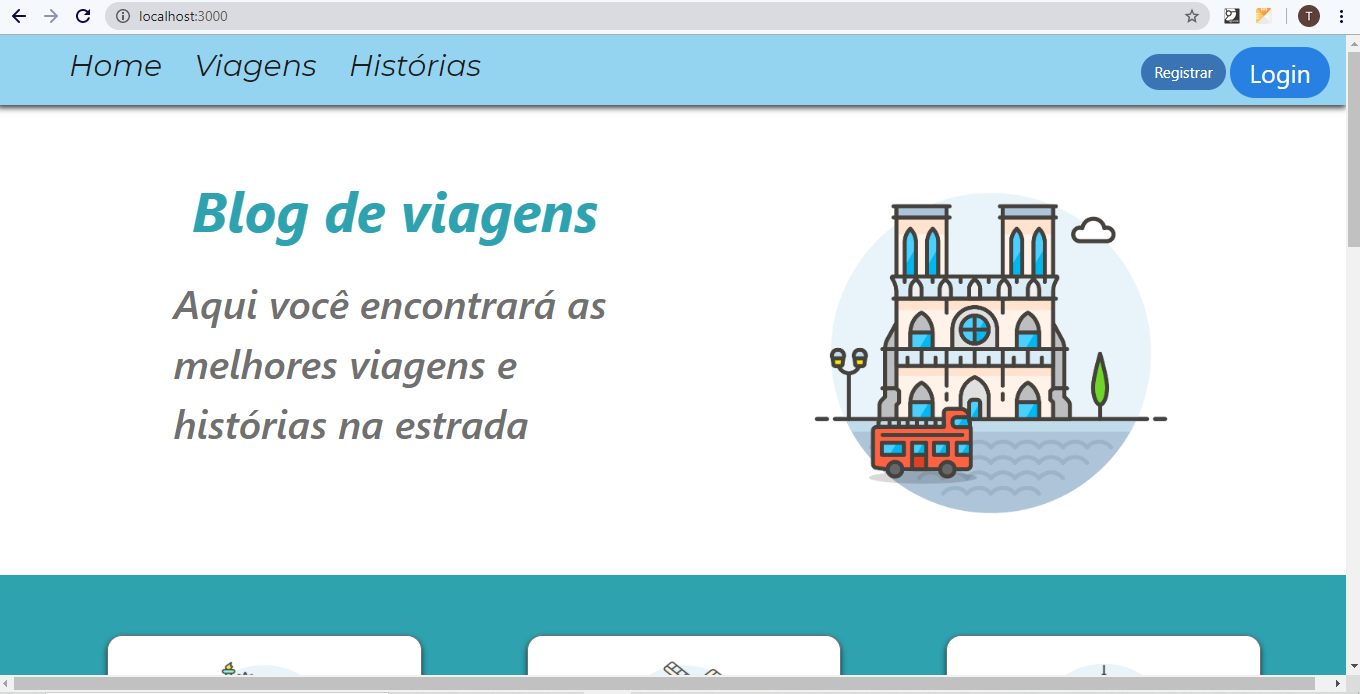 localhost:3000
T
Home Viagens Histórias Registrar Login
Blog de viagens
Aqui você encontrará as
melhores viagens e
histórias na estrada